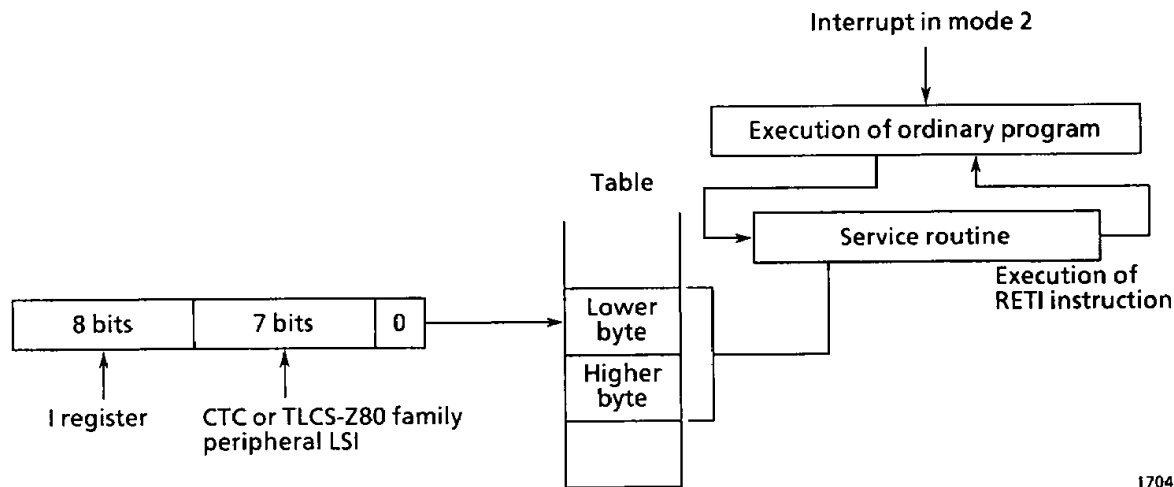 Interrupt in mode 2
Execution of ordinary program
Table
Service routine
Execution of
RETI instruction
Lower
byte
8 bits
7 bits
0
Higher
byte
I register
CTC or TLCS-Z80 family
peripheral LSI
1704